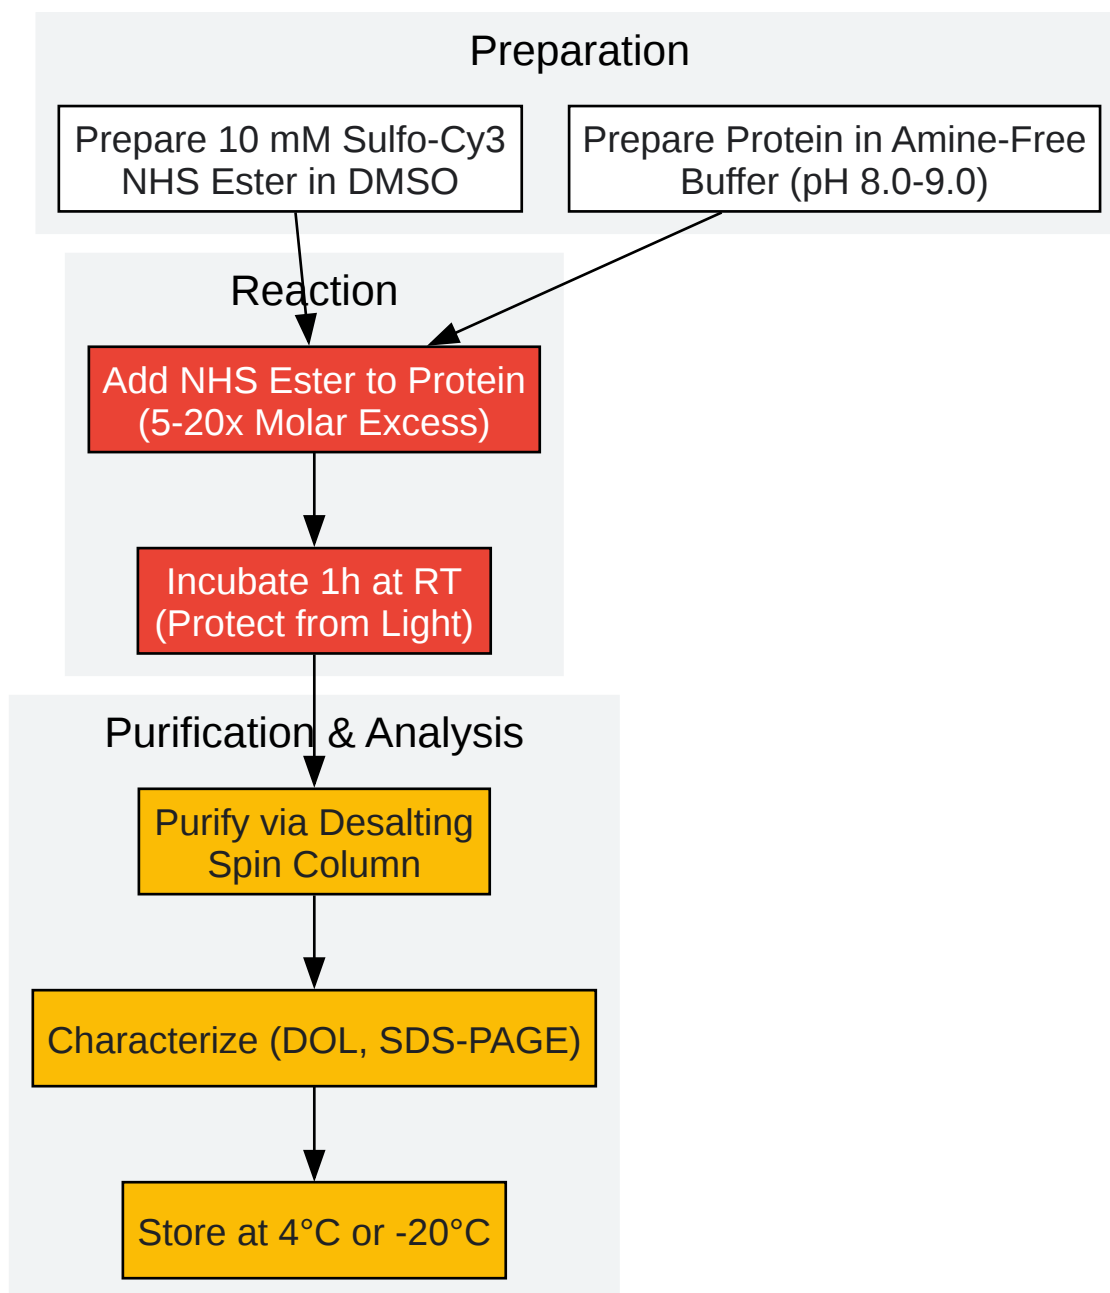 Preparation
Prepare 10 mM Sulfo-Cy3
NHS Ester in DMSO
Prepare Protein in Amine-Free
Buffer (pH 8.0-9.0)
Reaction
Add NHS Ester to Protein
(5-20x Molar Excess)
Incubate 1h at RT
(Protect from Light)
Purification & Analysis
Purify via Desalting
Spin Column
Characterize (DOL, SDS-PAGE)
Store at 4°C or -20°C